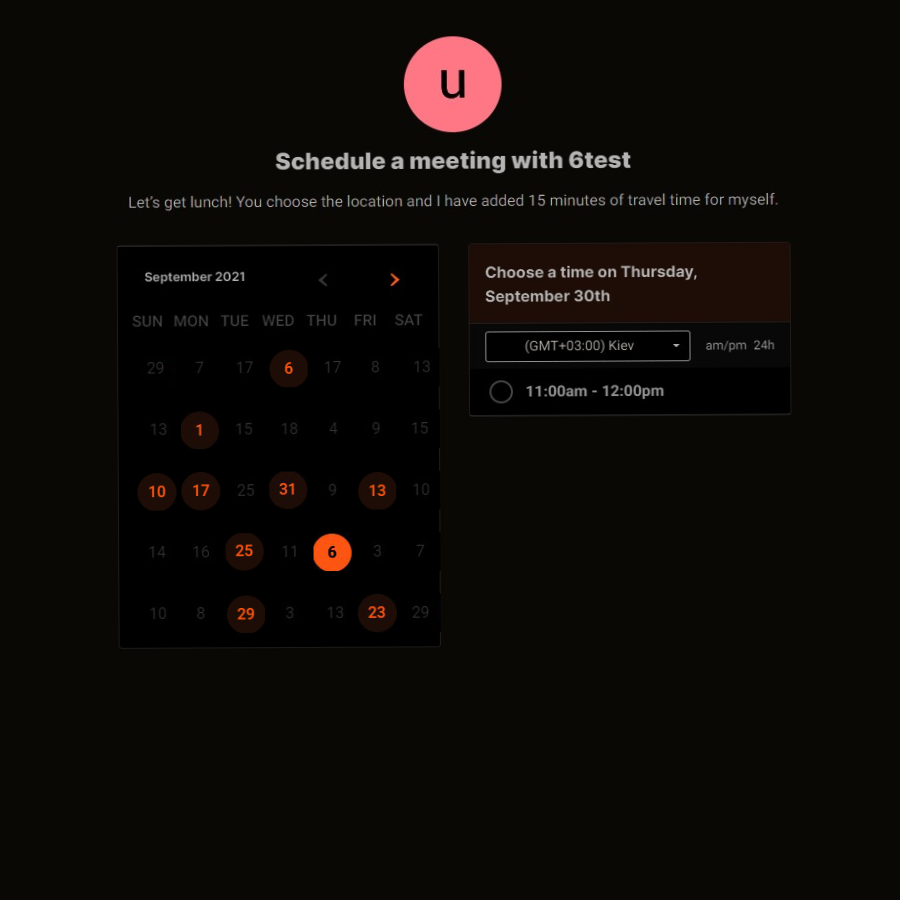 u
Schedule a meeting with 6test
Let's get lunch! You choose the location and I have added 15 minutes of travel time for myself.
September 2021
SUN MON TUE WED THU FRI SAT
29 7 17 6 17 8 13
13 1 15 18 4 9 15
10 17 25 31 9 13 10
14 16 25 11 6 3 7
10 8 29 3 13 23 29
Choose a time on Thursday,
September 30th
(GMT+03:00) Kiev am/pm 24h
11:00am - 12:00pm